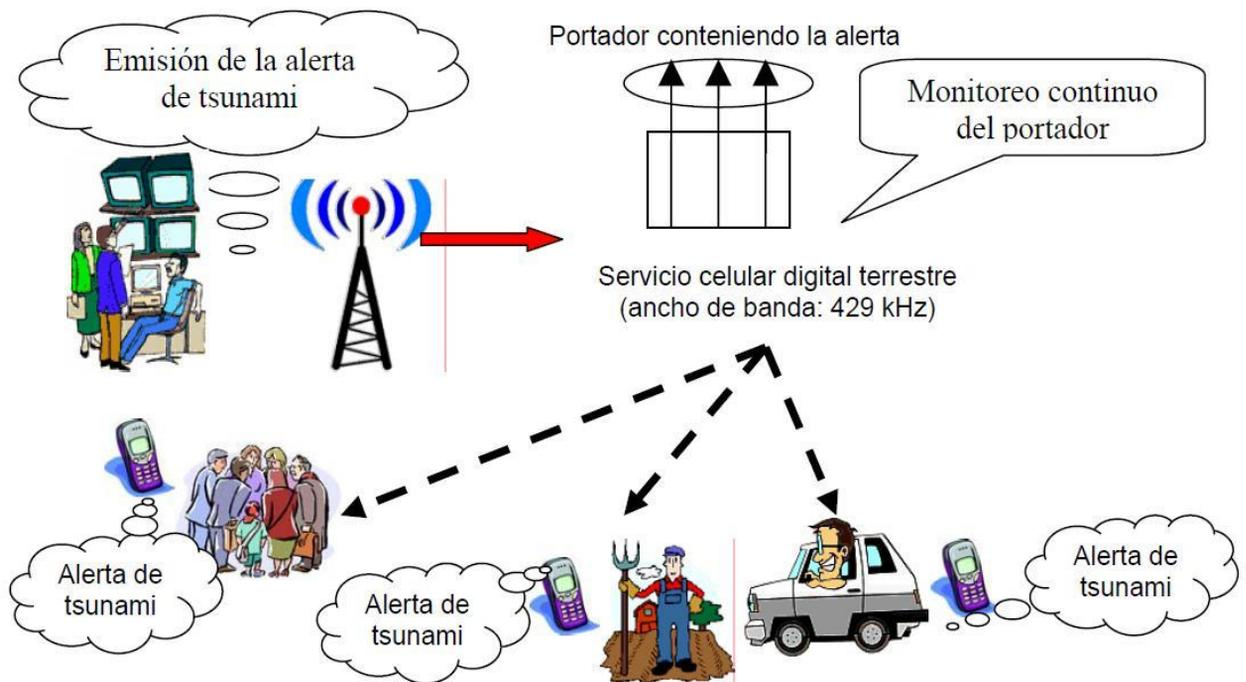 Emisión de la alerta
de tsunami
Portador conteniendo la alerta
Monitoreo continuo
del portador
Servicio celular digital terrestre
(ancho de banda: 429 kHz)
Alerta de
tsunami
Alerta de
tsunami
Alerta de
tsunami